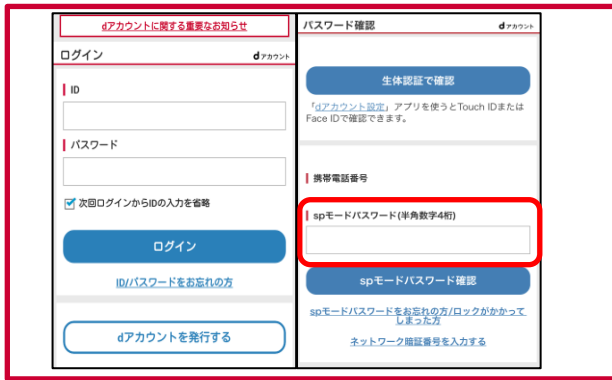 dアカウントに関する重要なお知らせ
ログイン
dアカウント
ID
パスワード
次回ログインからIDの入力を省略
ログイン
ID/パスワードをお忘れの方
dアカウントを発行する
パスワード確認
dアカウント
生体認証で確認
「dアカウント設定」アプリを使うとTouch IDまたは
Face IDで確認できます。
携帯電話番号
spモードパスワード(半角数字4桁)
spモードパスワード確認
spモードパスワードをお忘れの方/ロックがかかって
しまった方
ネットワーク暗証番号を入力する